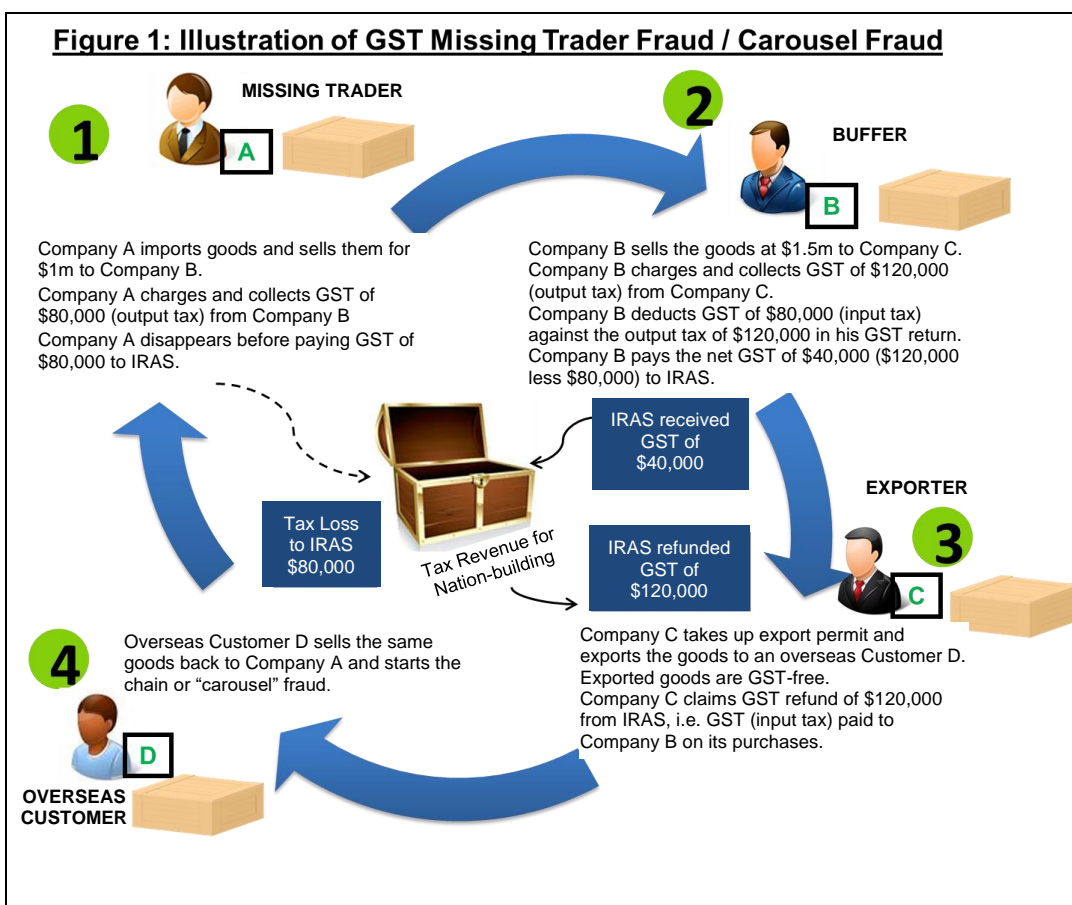 Figure 1: Illustration of GST Missing Trader Fraud / Carousel Fraud
1
MISSING TRADER
A
Company A imports goods and sells them for
$1m to Company B.
Company A charges and collects GST of
$80,000 (output tax) from Company B
Company A disappears before paying GST of
$80,000 to IRAS.
2
BUFFER
B
Company B sells the goods at $1.5m to Company C.
Company B charges and collects GST of $120,000
(output tax) from Company C.
Company B deducts GST of $80,000 (input tax)
against the output tax of $120,000 in his GST return.
Company B pays the net GST of $40,000 ($120,000
less $80,000) to IRAS.
IRAS received
GST of
$40,000
Tax Loss
to IRAS
$80,000
Tax Revenue for
Nation-building
IRAS refunded
GST of
$120,000
EXPORTER
3
C
Company C takes up export permit and
exports the goods to an overseas Customer D.
Exported goods are GST-free.
Company C claims GST refund of $120,000
from IRAS, i.e. GST (input tax) paid to
Company B on its purchases.
4
Overseas Customer D sells the same
goods back to Company A and starts the
chain or “carousel” fraud.
D
OVERSEAS
CUSTOMER